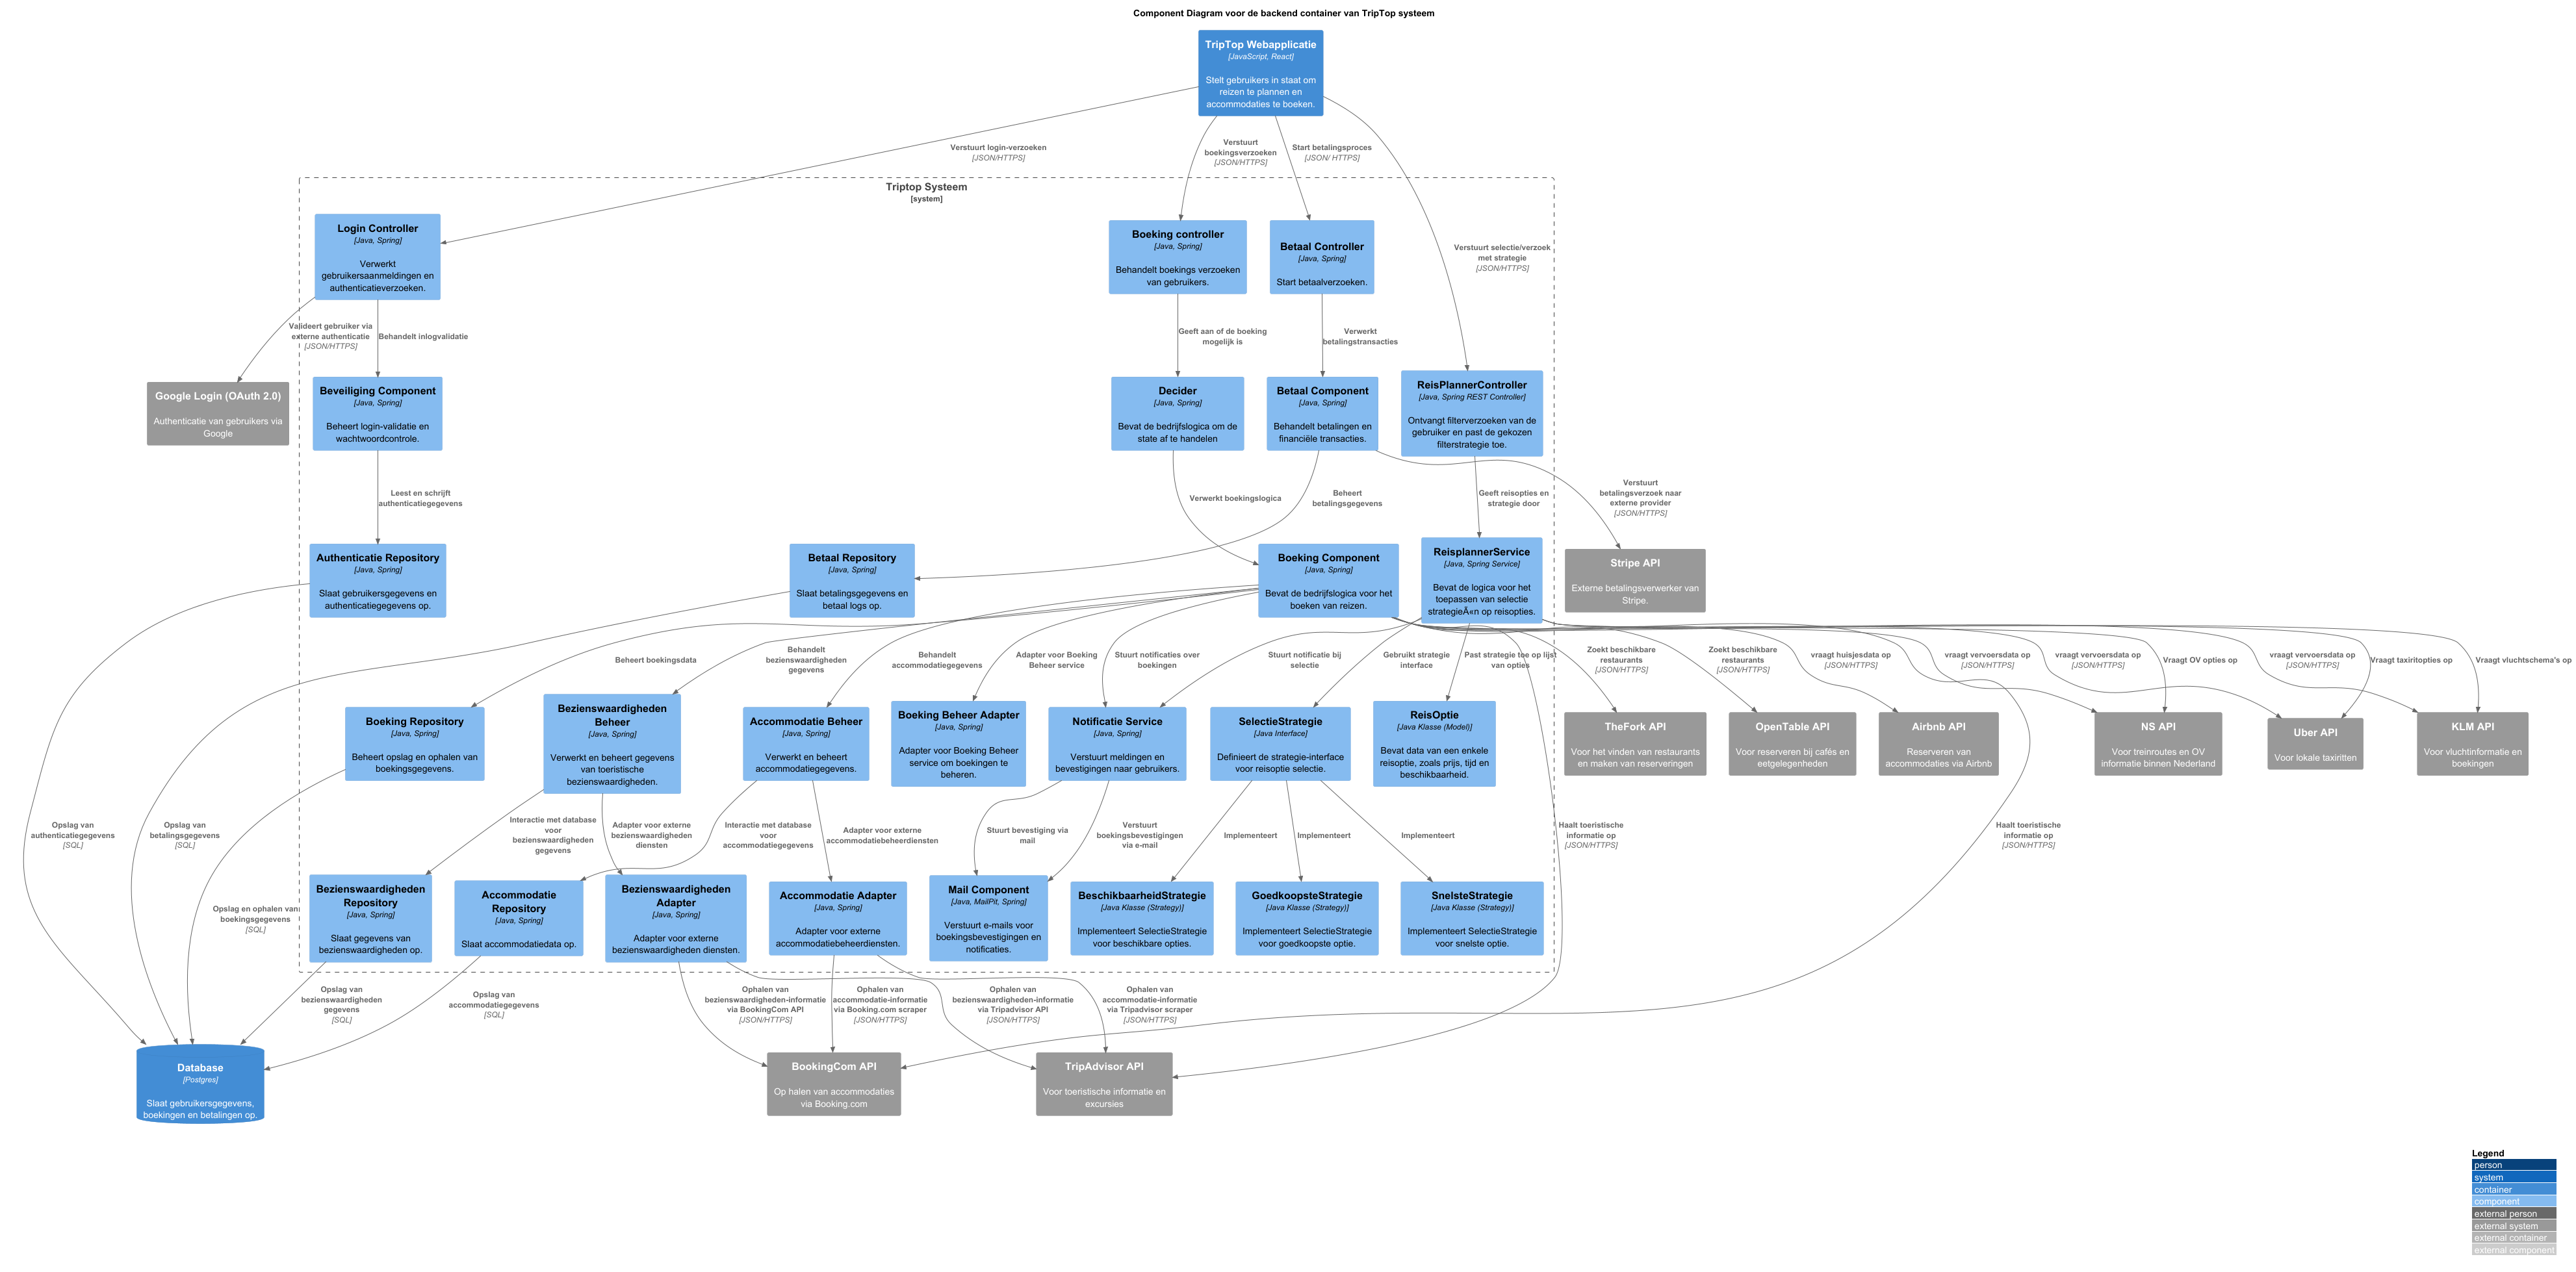 Component Diagram voor de backend container van TripTop systeem
TripTop Webapplicatie
[JavaScript, React]
Stelt gebruikers in staat om
reizen te plannen en
accommodaties te boeken.
Verstuurt login-verzoeken
[JSON/HTTPS]
Verstuurt
boekingsverzoeken
[JSON/HTTPS]
Start betalingsproces
[JSON/ HTTPS]
Triptop Systeem
[system]
Login Controller
[Java, Spring]
Verwerkt
gebruikersaanmeldingen en
authenticatieverzoeken.
Boeking controller
[Java, Spring]
Behandelt boekings verzoeken
van gebruikers.
Betaal Controller
[Java, Spring]
Start betaalverzoeken.
Verstuurt selectie/verzoek
met strategie
[JSON/HTTPS]
Valideert gebruiker via
externe authenticatie
[JSON/HTTPS]
Behandelt inlogvalidatie
Geeft aan of de boeking
mogelijk is
Verwerkt
betalingstransacties
Google Login (OAuth 2.0)
Authenticatie van gebruikers via
Google
Beveiliging Component
[Java, Spring]
Beheert login-validatie en
wachtwoordcontrole.
Decider
[Java, Spring]
Bevat de bedrijfslogica om de
state af te handelen
Betaal Component
[Java, Spring]
Behandelt betalingen en
financiële transacties.
ReisPlannerController
[Java, Spring REST Controller]
Ontvangt filterverzoeken van de
gebruiker en past de gekozen
filterstrategie toe.
Leest en schrijft
authenticatiegegevens
Verwerkt boekingslogica
Beheert
betalingsgegevens
Geeft reisopties en
strategie door
Verstuurt
betalingsverzoek naar
externe provider
[JSON/HTTPS]
Authenticatie Repository
[Java, Spring]
Slaat gebruikersgegevens en
authenticatiegegevens op.
Betaal Repository
[Java, Spring]
Slaat betalingsgegevens en
betaal logs op.
Boeking Component
[Java, Spring]
Bevat de bedrijfslogica voor het
boeken van reizen.
ReisplannerService
[Java, Spring Service]
Bevat de logica voor het
toepassen van selectie
strategieÃ«n op reisopties.
Stripe API
Externe betalingsverwerker van
Stripe.
Beheert boekingsdata
Behandelt
bezienswaardigheden
gegevens
Behandelt
accommodatiegegevens
Adapter voor Boeking
Beheer service
Stuurt notificaties over
boekingen
Stuurt notificatie bij
selectie
Gebruikt strategie
interface
Past strategie toe op lijst
van opties
Zoekt beschikbare
restaurants
[JSON/HTTPS]
Zoekt beschikbare
restaurants
[JSON/HTTPS]
vraagt huisjesdata op
[JSON/HTTPS]
vraagt vervoersdata op
[JSON/HTTPS]
vraagt vervoersdata op
[JSON/HTTPS]
Vraagt OV opties op
vraagt vervoersdata op
[JSON/HTTPS]
Vraagt taxiritopties op
Vraagt vluchtschema's op
Boeking Repository
[Java, Spring]
Beheert opslag en ophalen van
boekingsgegevens.
Bezienswaardigheden
Beheer
[Java, Spring]
Verwerkt en beheert gegevens
van toeristische
bezienswaardigheden.
Accommodatie Beheer
[Java, Spring]
Verwerkt en beheert
accommodatiegegevens.
Boeking Beheer Adapter
[Java, Spring]
Adapter voor Boeking Beheer
service om boekingen te
beheren.
Notificatie Service
[Java, Spring]
Verstuurt meldingen en
bevestigingen naar gebruikers.
SelectieStrategie
[Java Interface]
Definieert de strategie-interface
voor reisoptie selectie.
ReisOptie
[Java Klasse (Model)]
Bevat data van een enkele
reisoptie, zoals prijs, tijd en
beschikbaarheid.
TheFork API
Voor het vinden van restaurants
en maken van reserveringen
OpenTable API
Voor reserveren bij cafés en
eetgelegenheden
Airbnb API
Reserveren van
accommodaties via Airbnb
NS API
Voor treinroutes en OV
informatie binnen Nederland
Uber API
Voor lokale taxiritten
KLM API
Voor vluchtinformatie en
boekingen
Opslag van
authenticatiegegevens
[SQL]
Opslag van
betalingsgegevens
[SQL]
Interactie met database
voor
bezienswaardigheden
gegevens
Adapter voor externe
bezienswaardigheden
diensten
Interactie met database
voor
accommodatiegegevens
Adapter voor externe
accommodatiebeheerdiensten
Stuurt bevestiging via
mail
Verstuurt
boekingsbevestigingen
via e-mail
Implementeert
Implementeert
Implementeert
Haalt toeristische
informatie op
[JSON/HTTPS]
Haalt toeristische
informatie op
[JSON/HTTPS]
Opslag en ophalen van
boekingsgegevens
[SQL]
Bezienswaardigheden
Repository
[Java, Spring]
Slaat gegevens van
bezienswaardigheden op.
Accommodatie
Repository
[Java, Spring]
Slaat accommodatiedata op.
Bezienswaardigheden
Adapter
[Java, Spring]
Adapter voor externe
bezienswaardigheden diensten.
Accommodatie Adapter
[Java, Spring]
Adapter voor externe
accommodatiebeheerdiensten.
Mail Component
[Java, MailPit, Spring]
Verstuurt e-mails voor
boekingsbevestigingen en
notificaties.
BeschikbaarheidStrategie
[Java Klasse (Strategy)]
Implementeert SelectieStrategie
voor beschikbare opties.
GoedkoopsteStrategie
[Java Klasse (Strategy)]
Implementeert SelectieStrategie
voor goedkoopste optie.
SnelsteStrategie
[Java Klasse (Strategy)]
Implementeert SelectieStrategie
voor snelste optie.
Opslag van
bezienswaardigheden
gegevens
[SQL]
Opslag van
accommodatiegegevens
[SQL]
Ophalen van
bezienswaardigheden-informatie
via BookingCom API
[JSON/HTTPS]
Ophalen van
accommodatie-informatie
via Booking.com scraper
[JSON/HTTPS]
Ophalen van
bezienswaardigheden-informatie
via Tripadvisor API
[JSON/HTTPS]
Ophalen van
accommodatie-informatie
via Tripadvisor scraper
[JSON/HTTPS]
Database
[Postgres]
Slaat gebruikersgegevens,
boekingen en betalingen op.
BookingCom API
Op halen van accommodaties
via Booking.com
TripAdvisor API
Voor toeristische informatie en
excursies
Legend
person
system
container
component
external person
external system
external container
external component